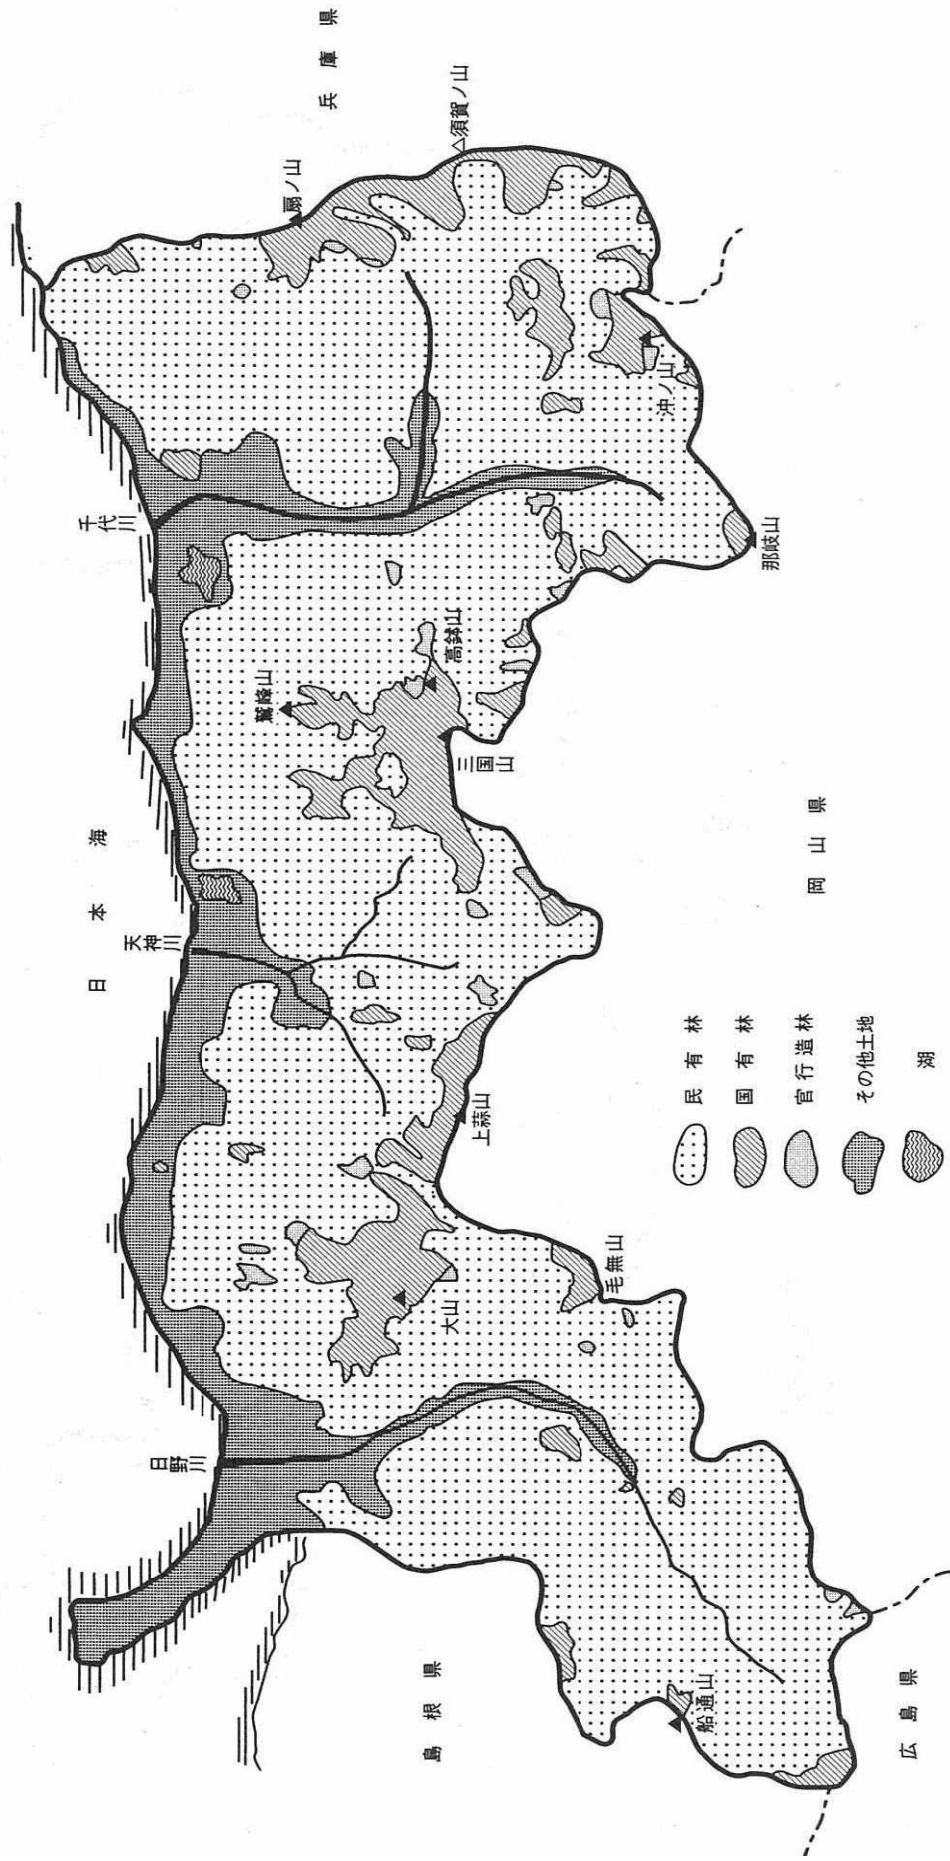 兵庫県
須賀ノ山
扇ノ山
沖ノ山
千代川
那岐山
高鉢山
鷲峰山
三国山
日本海
天神川
岡山県
上蒜山
民有林
国有林
官行造林
その他土地
湖
毛無山
大山
日野川
島根県
船通山
広島県